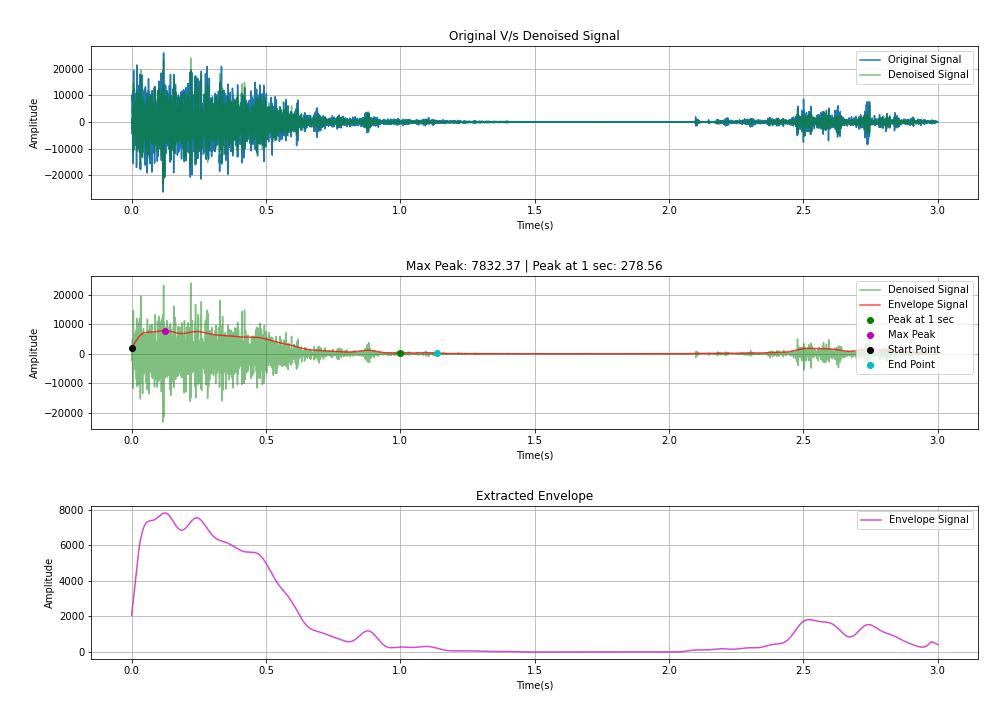 Original V/s Denoised Signal
Amplitude
20000
10000
0
−10000
−20000
Original Signal
Denoised Signal
0.0 0.5 1.0 1.5 2.0 2.5 3.0
Time(s)
Max Peak: 7832.37 | Peak at 1 sec: 278.56
Amplitude
20000
10000
0
−10000
−20000
Denoised Signal
Envelope Signal
Peak at 1 sec
Max Peak
Start Point
End Point
0.0 0.5 1.0 1.5 2.0 2.5 3.0
Time(s)
Extracted Envelope
Amplitude
8000
6000
4000
2000
0
Envelope Signal
0.0 0.5 1.0 1.5 2.0 2.5 3.0
Time(s)